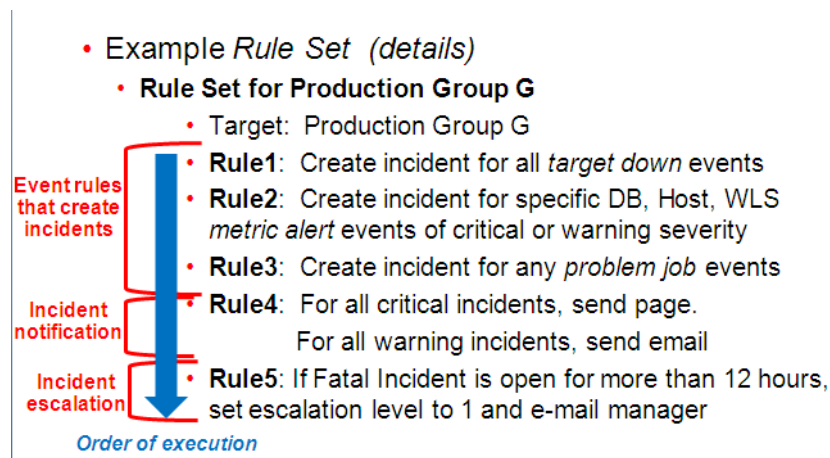 • Example Rule Set (details)
• Rule Set for Production Group G
• Target: Production Group G
• Rule1: Create incident for all target down events
• Rule2: Create incident for specific DB, Host, WLS
metric alert events of critical or warning severity
• Rule3: Create incident for any problem job events
Event rules
that create
incidents
• Rule4: For all critical incidents, send page.
For all warning incidents, send email
Incident
notification
• Rule5: If Fatal Incident is open for more than 12 hours,
set escalation level to 1 and e-mail manager
Incident
escalation
Order of execution